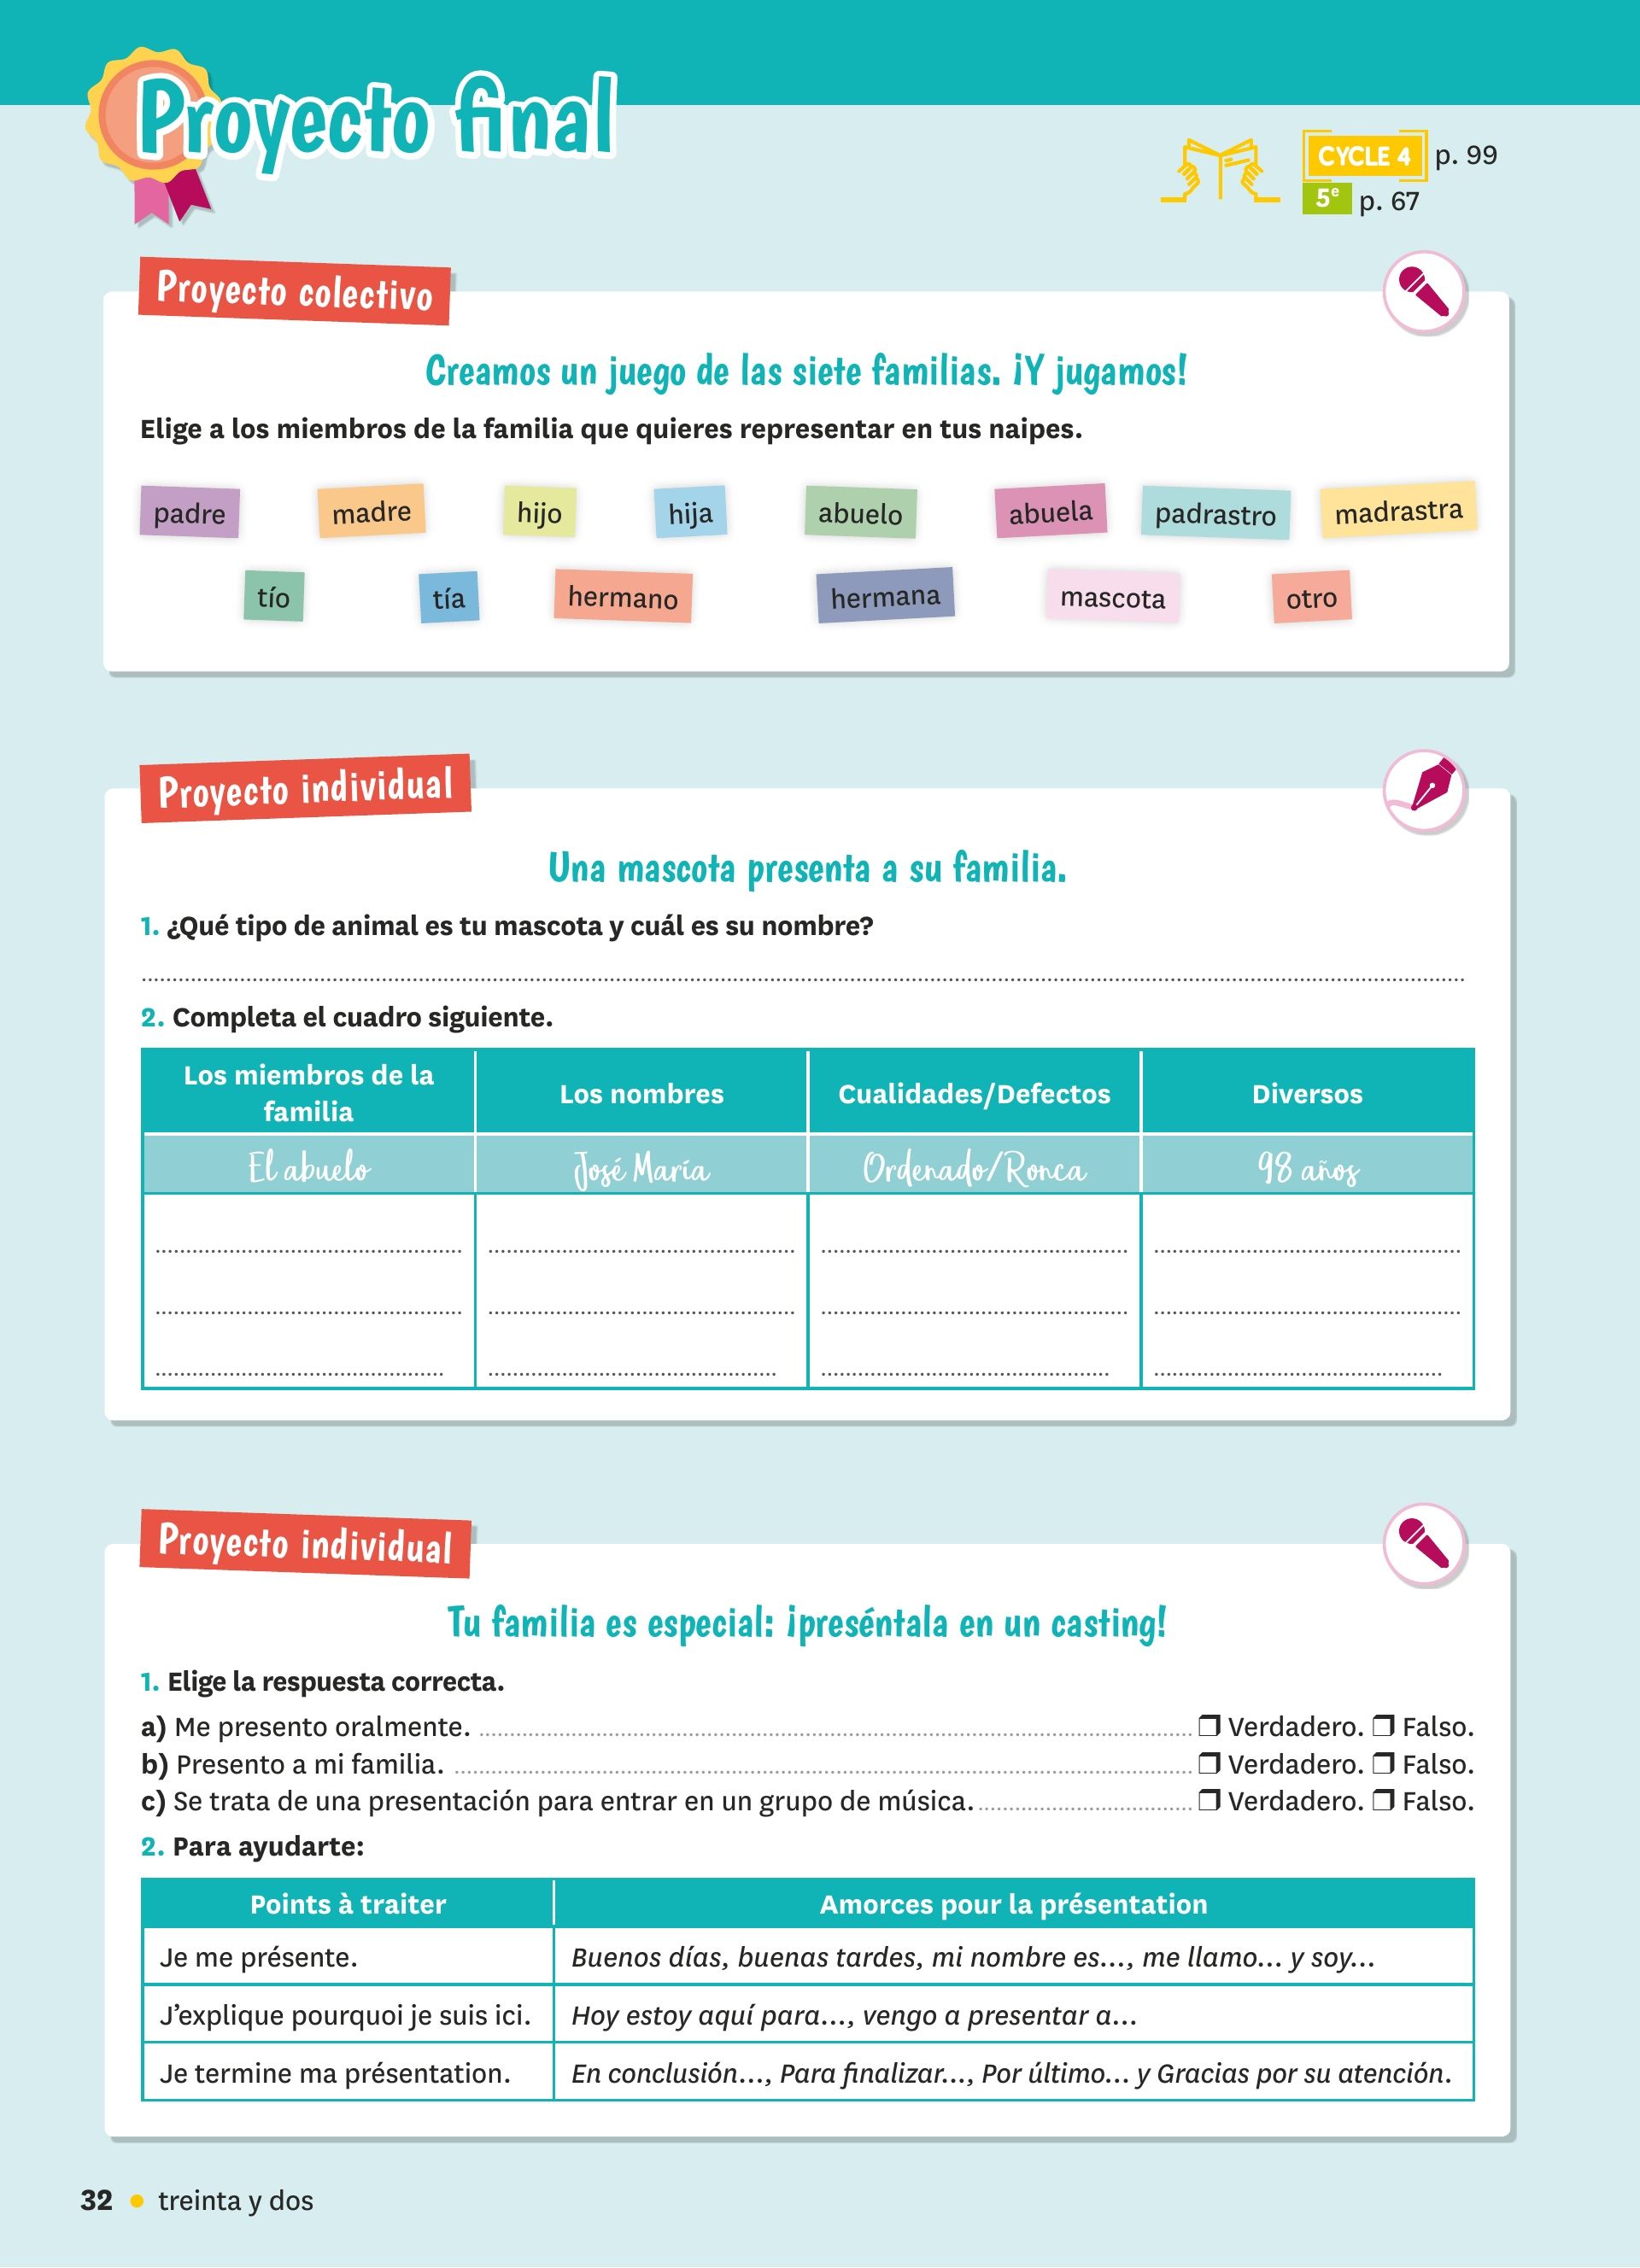 Proyecto final
CYCLE 4 p. 99
5e p. 67
Proyecto colectivo
Creamos un juego de las siete familias. ¡Y jugamos!
Elige a los miembros de la familia que quieres representar en tus naipes.
padre madre hijo hija abuelo abuela padrastro madrastra
tío tía hermano hermana mascota otro
Proyecto individual
Una mascota presenta a su familia.
1. ¿Qué tipo de animal es tu mascota y cuál es su nombre?
2. Completa el cuadro siguiente.
Los miembros de la
familia
Los nombres
Cualidades/Defectos
Diversos
El abuelo José María Ordenado/Ronca 98 años
Proyecto individual
Tu familia es especial: ¡preséntala en un casting!
1. Elige la respuesta correcta.
a) Me presento oralmente. ❒ Verdadero. ❒ Falso.
b) Presento a mi familia. ❒ Verdadero. ❒ Falso.
c) Se trata de una presentación para entrar en un grupo de música. ❒ Verdadero. ❒ Falso.
2. Para ayudarte:
Points à traiter Amorces pour la présentation
Je me présente. Buenos días, buenas tardes, mi nombre es..., me llamo... y soy...
J'explique pourquoi je suis ici. Hoy estoy aquí para..., vengo a presentar a...
Je termine ma présentation. En conclusión..., Para finalizar..., Por último... y Gracias por su atención.
32 • treinta y dos